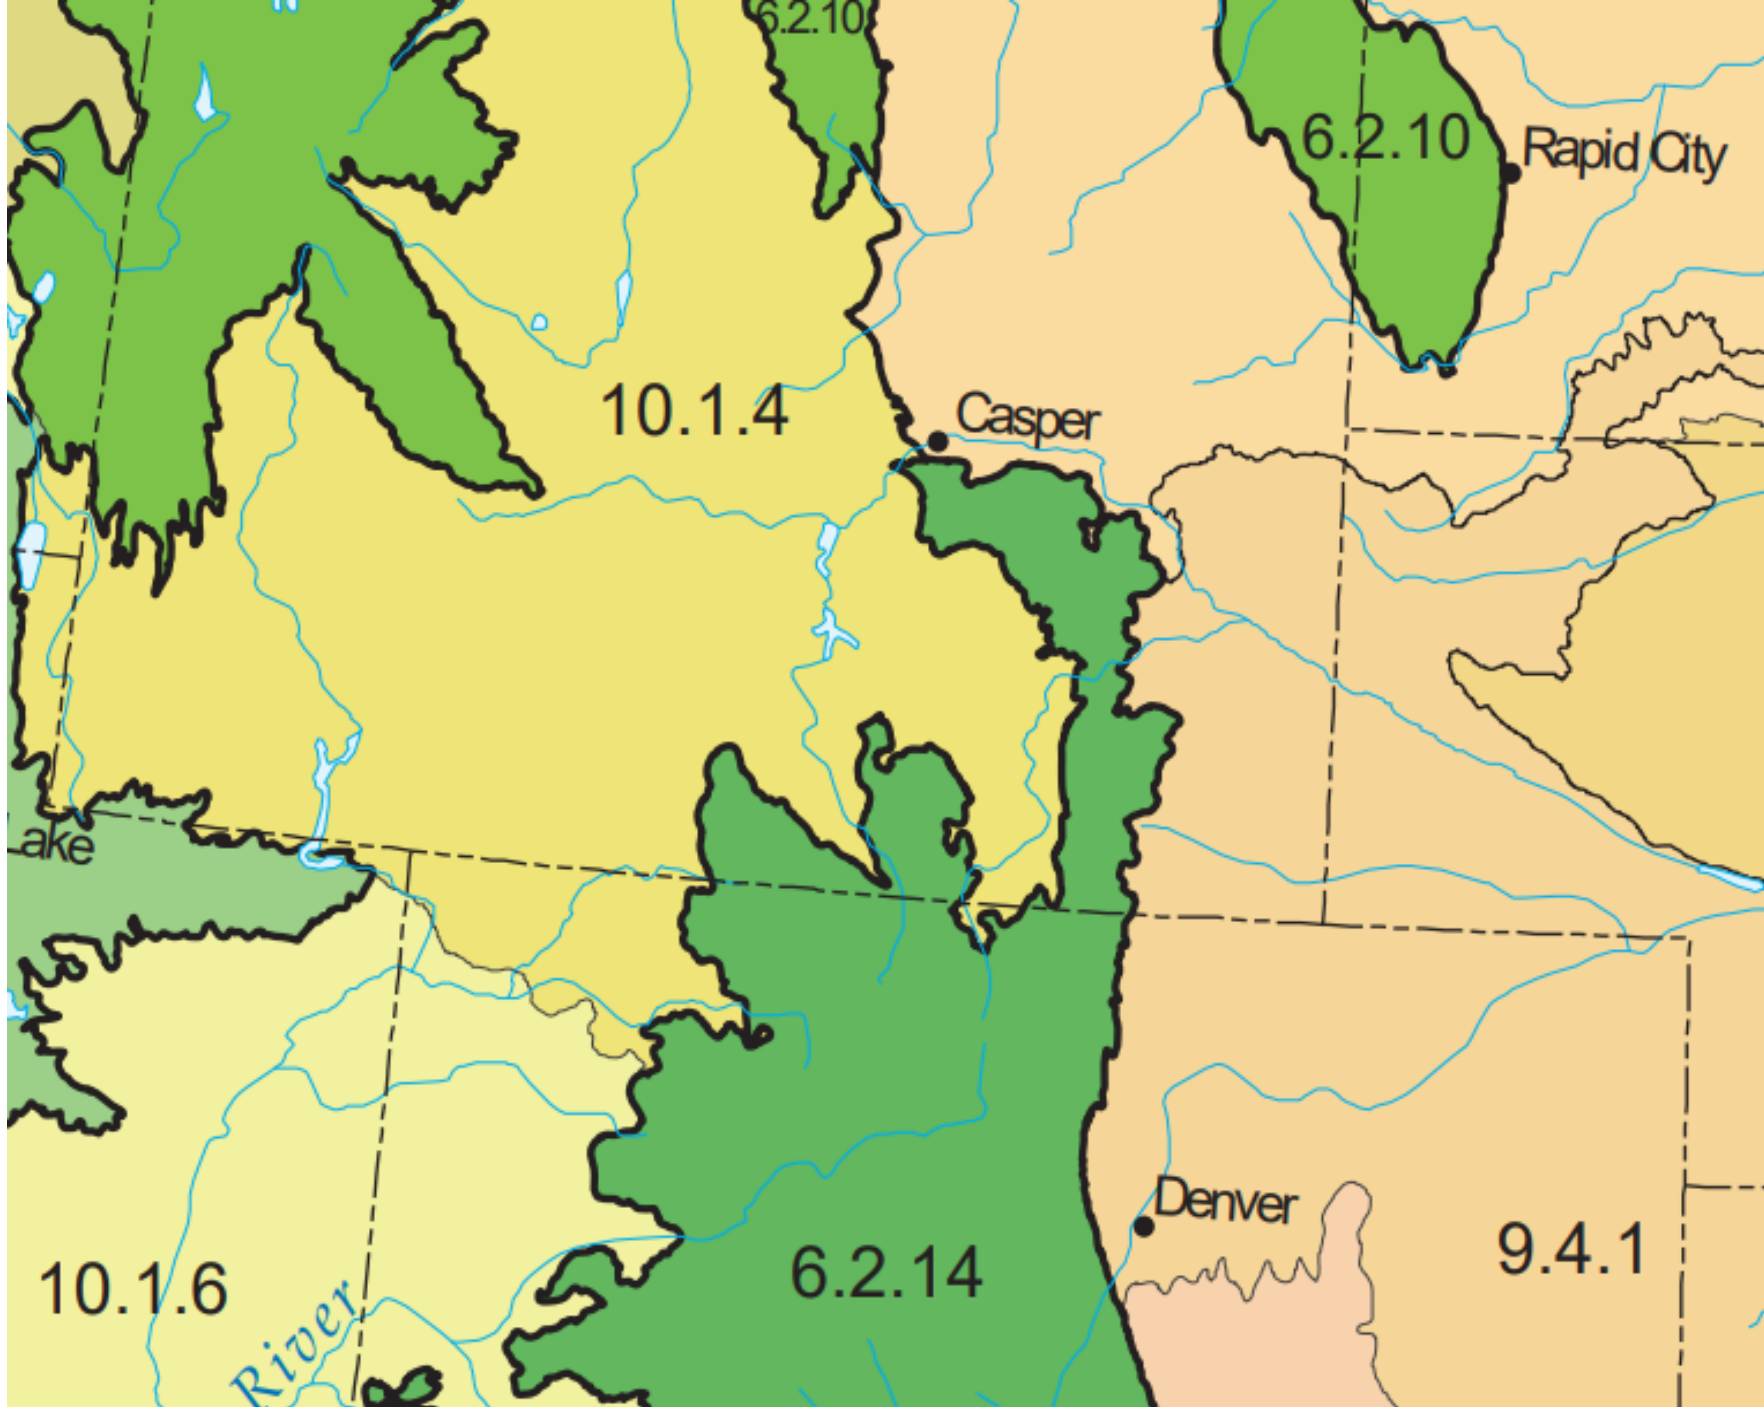 6.2.10
6.2.10
Rapid City
10.1.4
Casper
ake
Denver
9.4.1
6.2.14
10.1.6
River